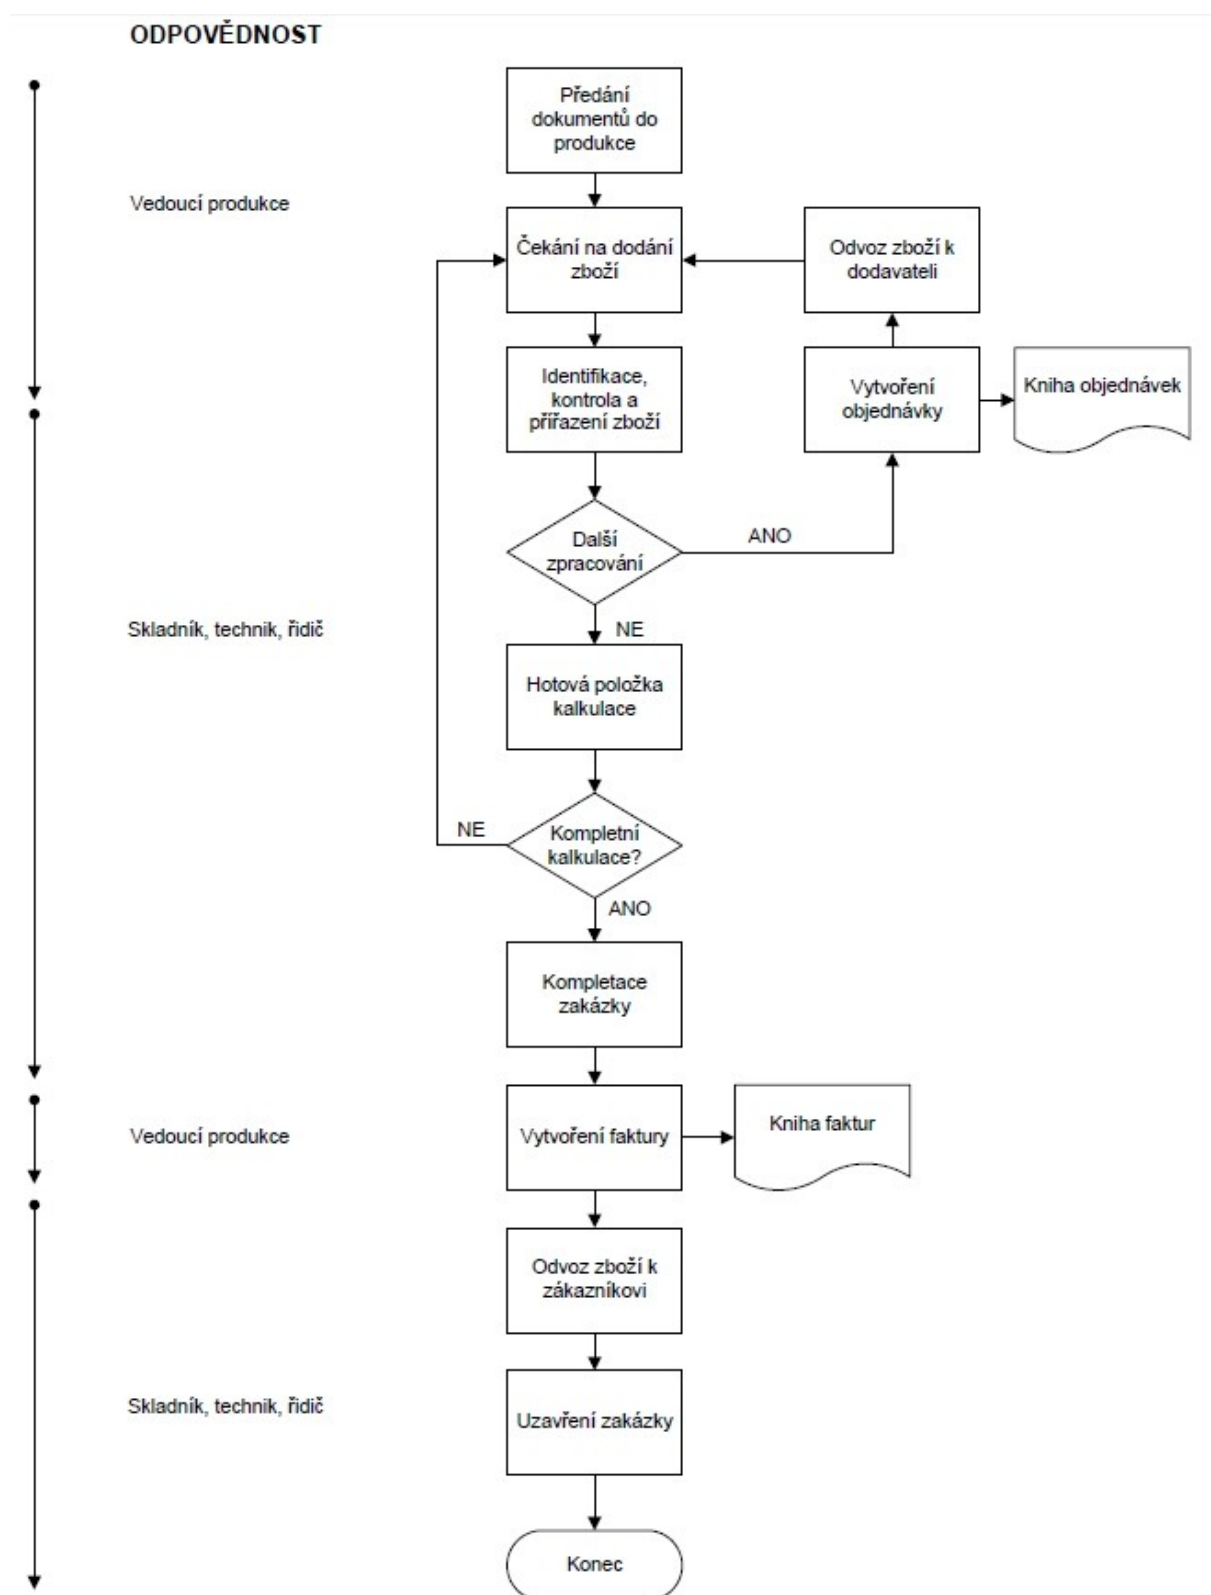 ODPOVĚDNOST
Předání
dokumentů do
produkce
Vedoucí produkce
Čekání na dodání
zboží
Odvoz zboží k
dodavateli
Identifikace,
kontrola a
přířazení zboží
Vytvoření
objednávky
Kniha objednávek
Další
zpracování
ANO
NE
Skladník, technik, řidič
Hotová položka
kalkulace
NE
Kompletní
kalkulace?
ANO
Kompletace
zakázky
Vedoucí produkce
Vytvoření faktury
Kniha faktur
Odvoz zboží k
zákazníkovi
Skladník, technik, řidič
Uzavření zakázky
Konec